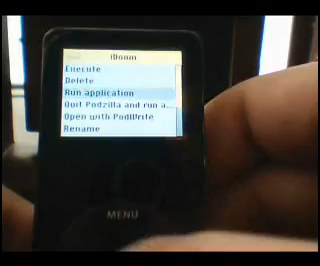 iDoom
Execute
Delete
Run application
Quit Podzilla and run a...
Open with PodWrite
Rename
MENU